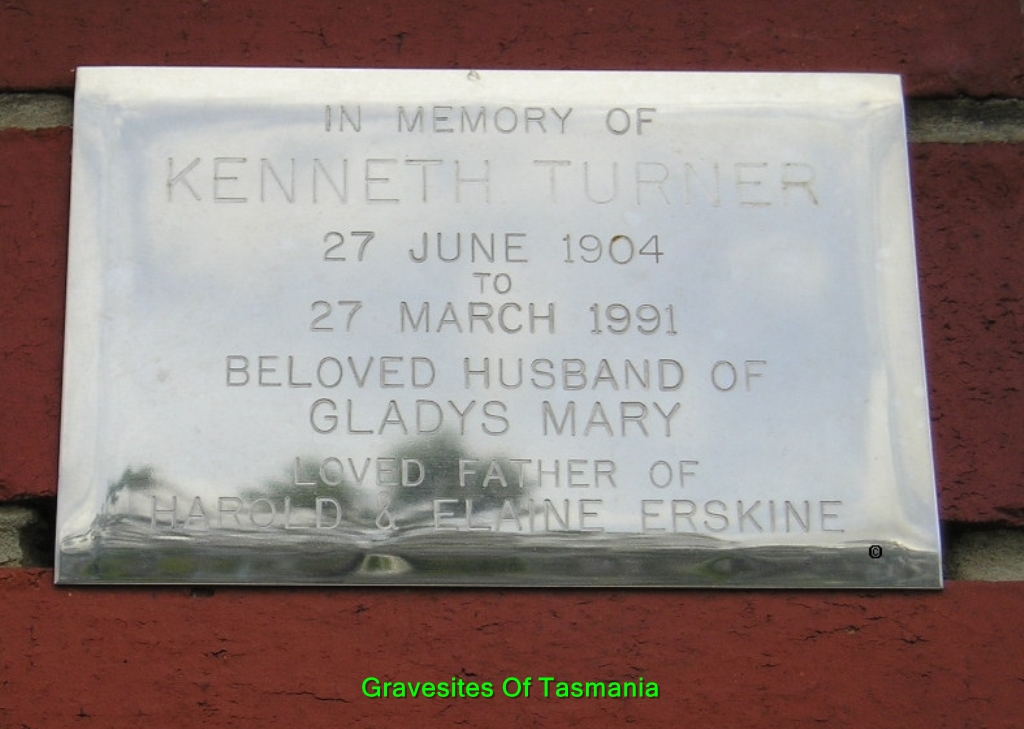 IN MEMORY OF
KENNETH TURNER
27 JUNE 1904
TO
27 MARCH 1991
BELOVED HUSBAND OF
GLADYS MARY
LOVED FATHER OF
HAROLD & ELAINE ERSKINE
©
Gravesites Of Tasmania